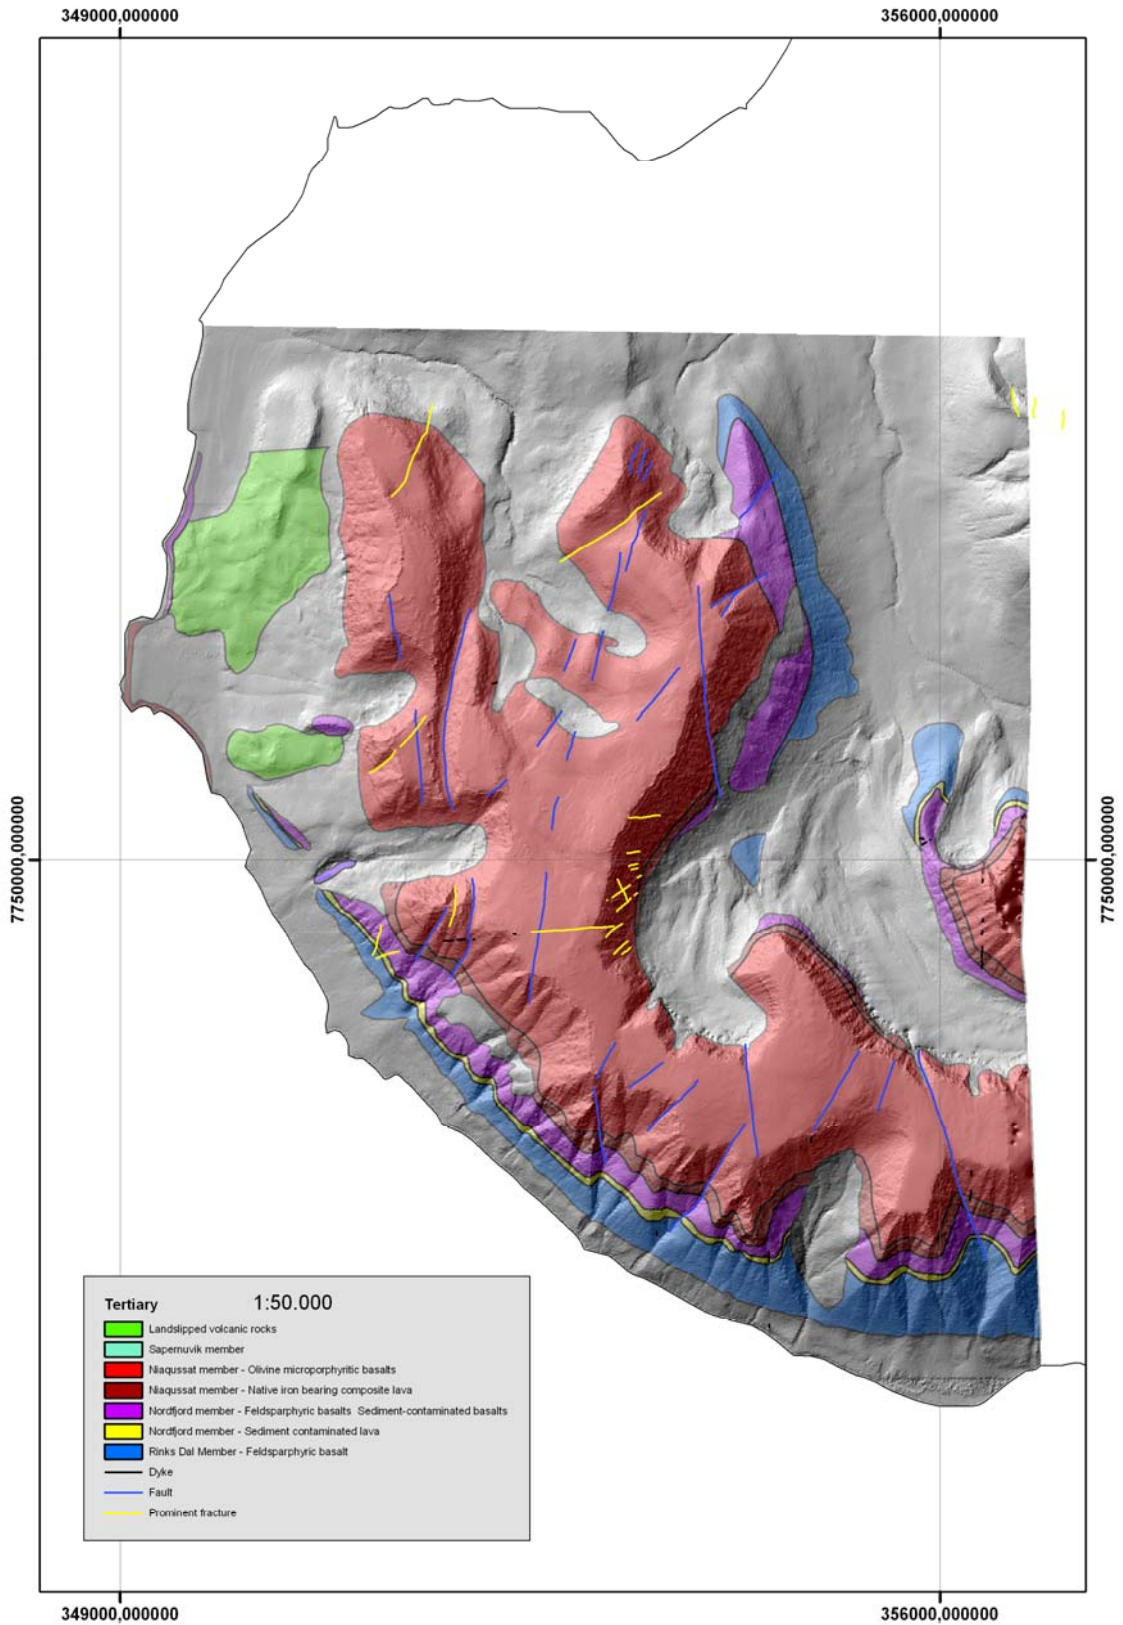 349000,000000 356000,000000
7750000,000000 7750000,000000
Tertiary 1:50.000
Landslipped volcanic rocks
Sapernuvik member
Niaqussat member - Olivine microporphyritic basalts
Niaqussat member - Native iron bearing composite lava
Nordfjord member - Feldsparphyric basalts Sediment-contaminated basalts
Nordfjord member - Sediment contaminated lava
Rinks Dal Member - Feldsparphyric basalt
Dyke
Fault
Prominent fracture
349000,000000 356000,000000